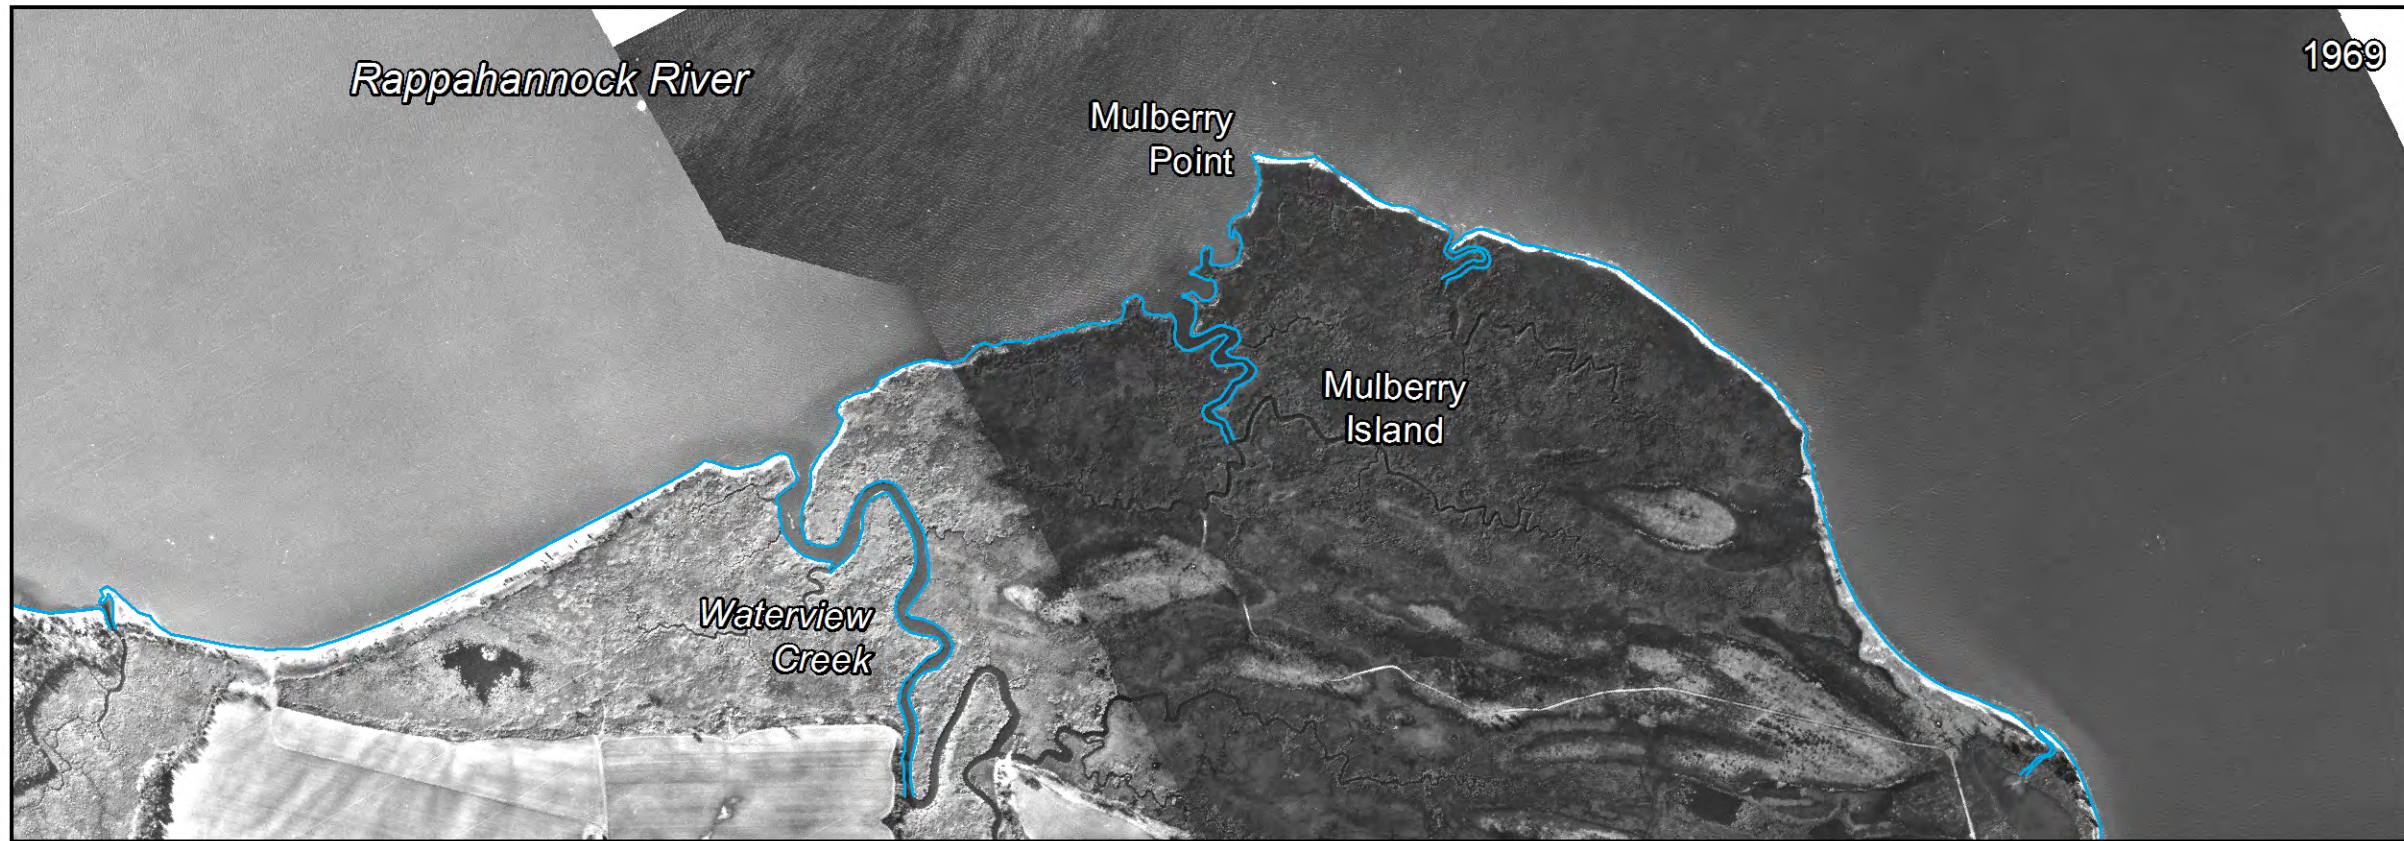 Rappahannock River
1969
Mulberry
Point
Mulberry
Island
Waterview
Creek